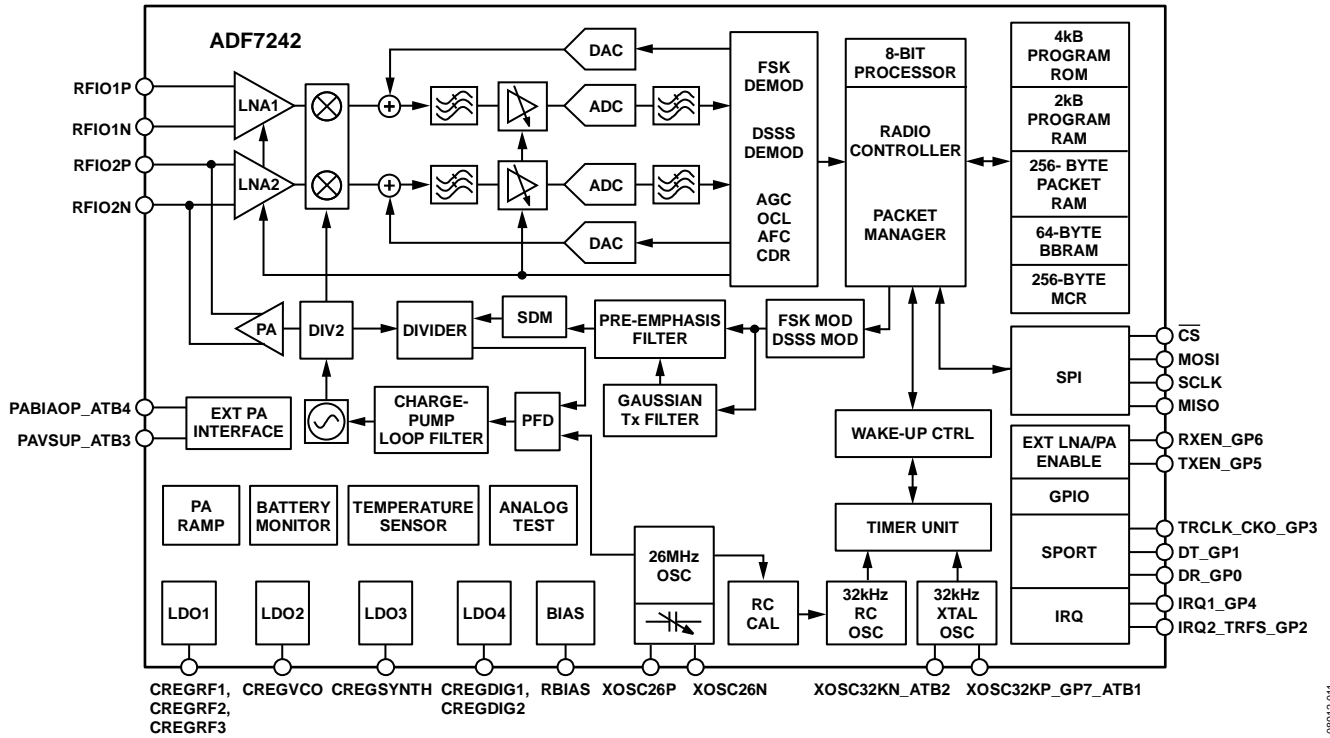 ADF7242
RFIO1P
RFIO1N
RFIO2P
RFIO2N
LNA1
LNA2
DAC
ADC
ADC
DAC
FSK
DEMOD
DSSS
DEMOD
AGC
OCL
AFC
CDR
8-BIT
PROCESSOR
RADIO
CONTROLLER
PACKET
MANAGER
4kB
PROGRAM
ROM
2kB
PROGRAM
RAM
256- BYTE
PACKET
RAM
64-BYTE
BBRAM
256-BYTE
MCR
PA
DIV2
DIVIDER
SDM
PRE-EMPHASIS
FILTER
FSK MOD
DSSS MOD
GAUSSIAN
Tx FILTER
SPI
CS
MOSI
SCLK
MISO
PABIAOP_ATB4
PAVSUP_ATB3
EXT PA
INTERFACE
CHARGE-
PUMP
LOOP FILTER
PFD
WAKE-UP CTRL
EXT LNA/PA
ENABLE
GPIO
SPORT
IRQ
RXEN_GP6
TXEN_GP5
TRCLK_CKO_GP3
DT_GP1
DR_GP0
IRQ1_GP4
IRQ2_TRFS_GP2
PA
RAMP
BATTERY
MONITOR
TEMPERATURE
SENSOR
ANALOG
TEST
TIMER UNIT
26MHz
OSC
RC
CAL
32kHz
RC
OSC
32kHz
XTAL
OSC
LDO1
LDO2
LDO3
LDO4
BIAS
CREGRF1,
CREGRF2,
CREGRF3
CREGVCO
CREGSYNTH
CREGDIG1,
CREGDIG2
RBIAS
XOSC26P
XOSC26N
XOSC32KN_ATB2
XOSC32KP_GP7_ATB1